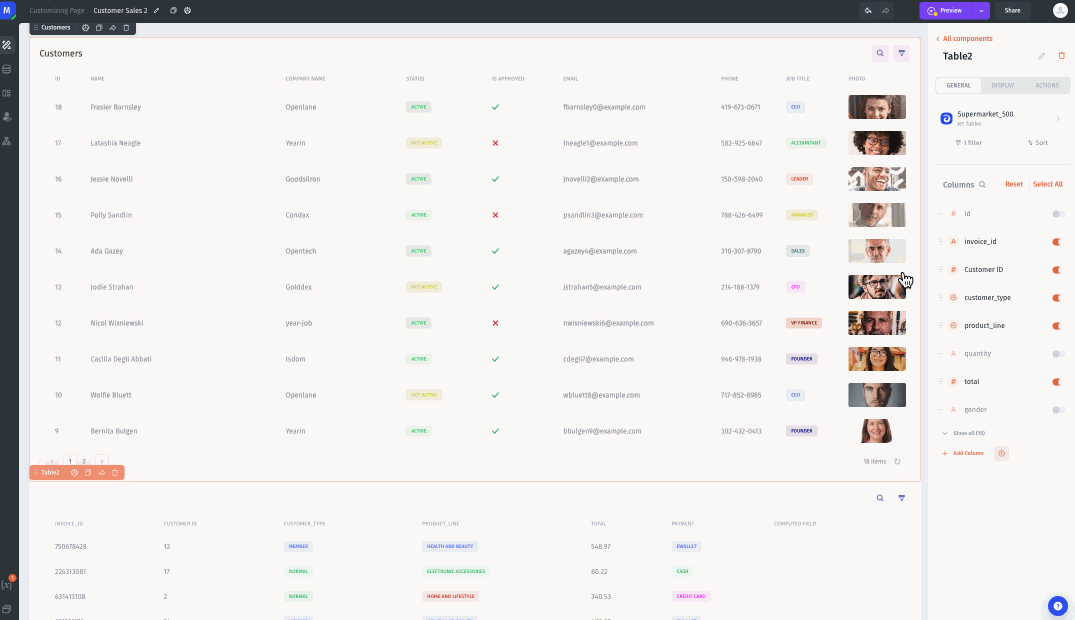 M
Customizing Page
Customer Sales 2
Preview
Share
Customers
Customers
ID NAME COMPANY NAME STATUS IS APPROVED EMAIL PHONE JOB TITLE PHOTO
18 Frasier Barnsley Openlane ACTIVE fbarnsley0@example.com 419-673-0671 CEO
17 Latashia Neagle Yearin NOT ACTIVE lneagle1@example.com 582-925-6647 ACCOUNTANT
16 Jessie Novelli Goodsilron ACTIVE jnovelli2@example.com 150-598-2040 LEADER
15 Polly Sandlin Condax ACTIVE psandlin3@example.com 788-426-6499 MANAGER
14 Ada Gazey Opentech ACTIVE agazey4@example.com 310-307-8790 SALES
13 Jodie Strahan Golddex NOT ACTIVE jstrahan5@example.com 214-188-1379 CFO
12 Nicol Wisniewski year-job ACTIVE nwisniewski6@example.com 690-636-3657 VP FINANCE
11 Cacilia Degli Abbati Isdom ACTIVE cdegli7@example.com 946-978-1938 FOUNDER
10 Wolfie Bluett Openlane NOT ACTIVE wbluett8@example.com 717-852-8985 CEO
9 Bernita Bulgen Yearin ACTIVE bbulgen9@example.com 302-432-0413 FOUNDER
1 2
18 items
Table2
INVOICE_ID CUSTOMER ID CUSTOMER_TYPE PRODUCT_LINE TOTAL PAYMENT COMPUTED FIELD
750678428 12 MEMBER HEALTH AND BEAUTY 548.97 EWALLET
226313081 17 NORMAL ELECTRONIC ACCESSORIES 80.22 CASH
631413108 2 NORMAL HOME AND LIFESTYLE 340.53 CREDIT CARD
All components
Table2
GENERAL DISPLAY ACTIONS
Supermarket_500
Jet Tables
1 filter Sort
Columns Reset Select All
# id
A invoice_id
# Customer ID
customer_type
product_line
A quantity
# total
A gender
Show all (15)
+ Add Column
1
{x}
?